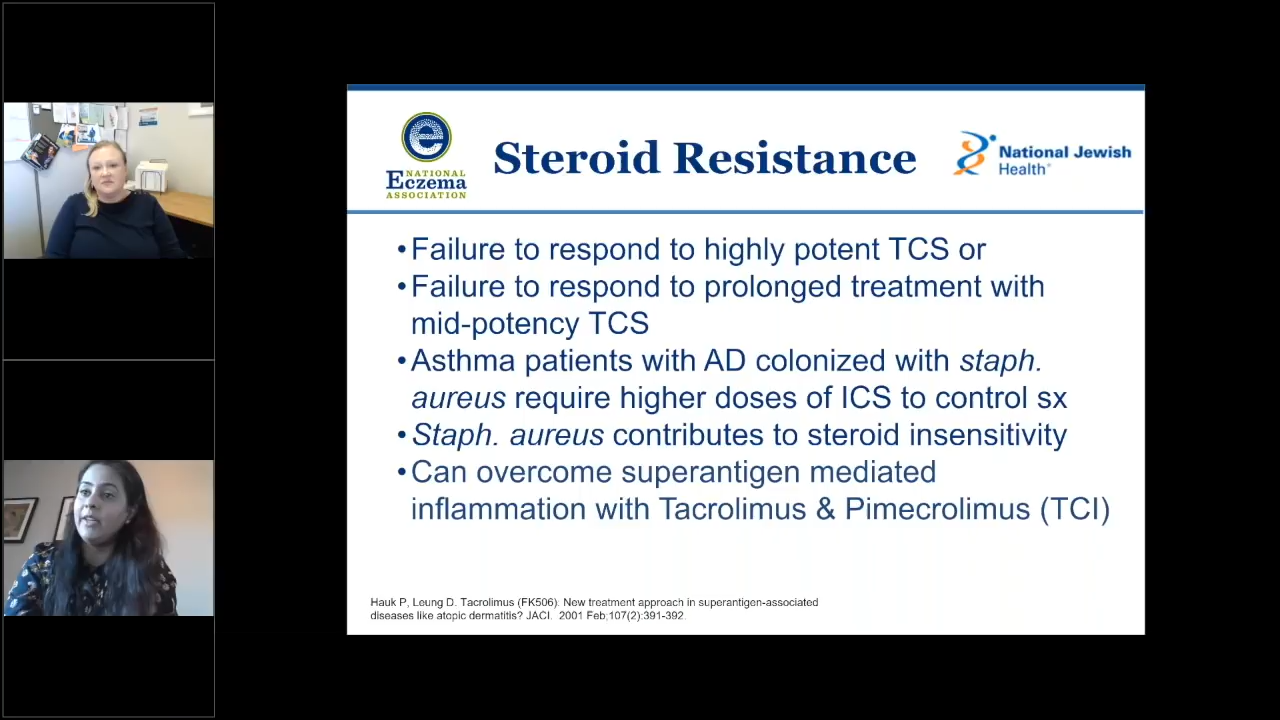 NATIONAL
Eczema
ASSOCIATION
Steroid Resistance
National Jewish
Health®
•Failure to respond to highly potent TCS or
•Failure to respond to prolonged treatment with
mid-potency TCS
•Asthma patients with AD colonized with staph.
aureus require higher doses of ICS to control sx
•Staph. aureus contributes to steroid insensitivity
•Can overcome superantigen mediated
inflammation with Tacrolimus & Pimecrolimus (TCI)
Hauk P, Leung D. Tacrolimus (FK506): New treatment approach in superantigen-associated
diseases like atopic dermatitis? JACI. 2001 Feb;107(2):391-392.